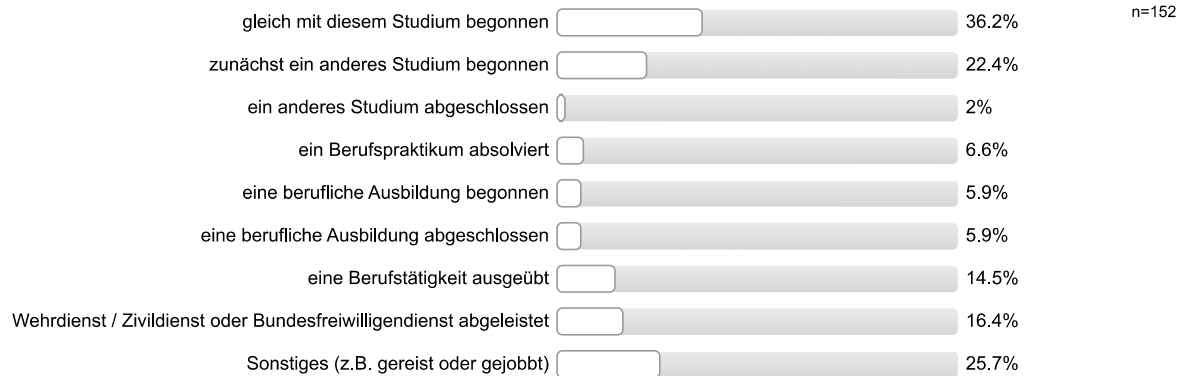 gleich mit diesem Studium begonnen 36.2% n=152
zunächst ein anderes Studium begonnen 22.4%
ein anderes Studium abgeschlossen 2%
ein Berufspraktikum absolviert 6.6%
eine berufliche Ausbildung begonnen 5.9%
eine berufliche Ausbildung abgeschlossen 5.9%
eine Berufstätigkeit ausgeübt 14.5%
Wehrdienst / Zivildienst oder Bundesfreiwilligendienst abgeleistet 16.4%
Sonstiges (z.B. gereist oder gejobbt) 25.7%